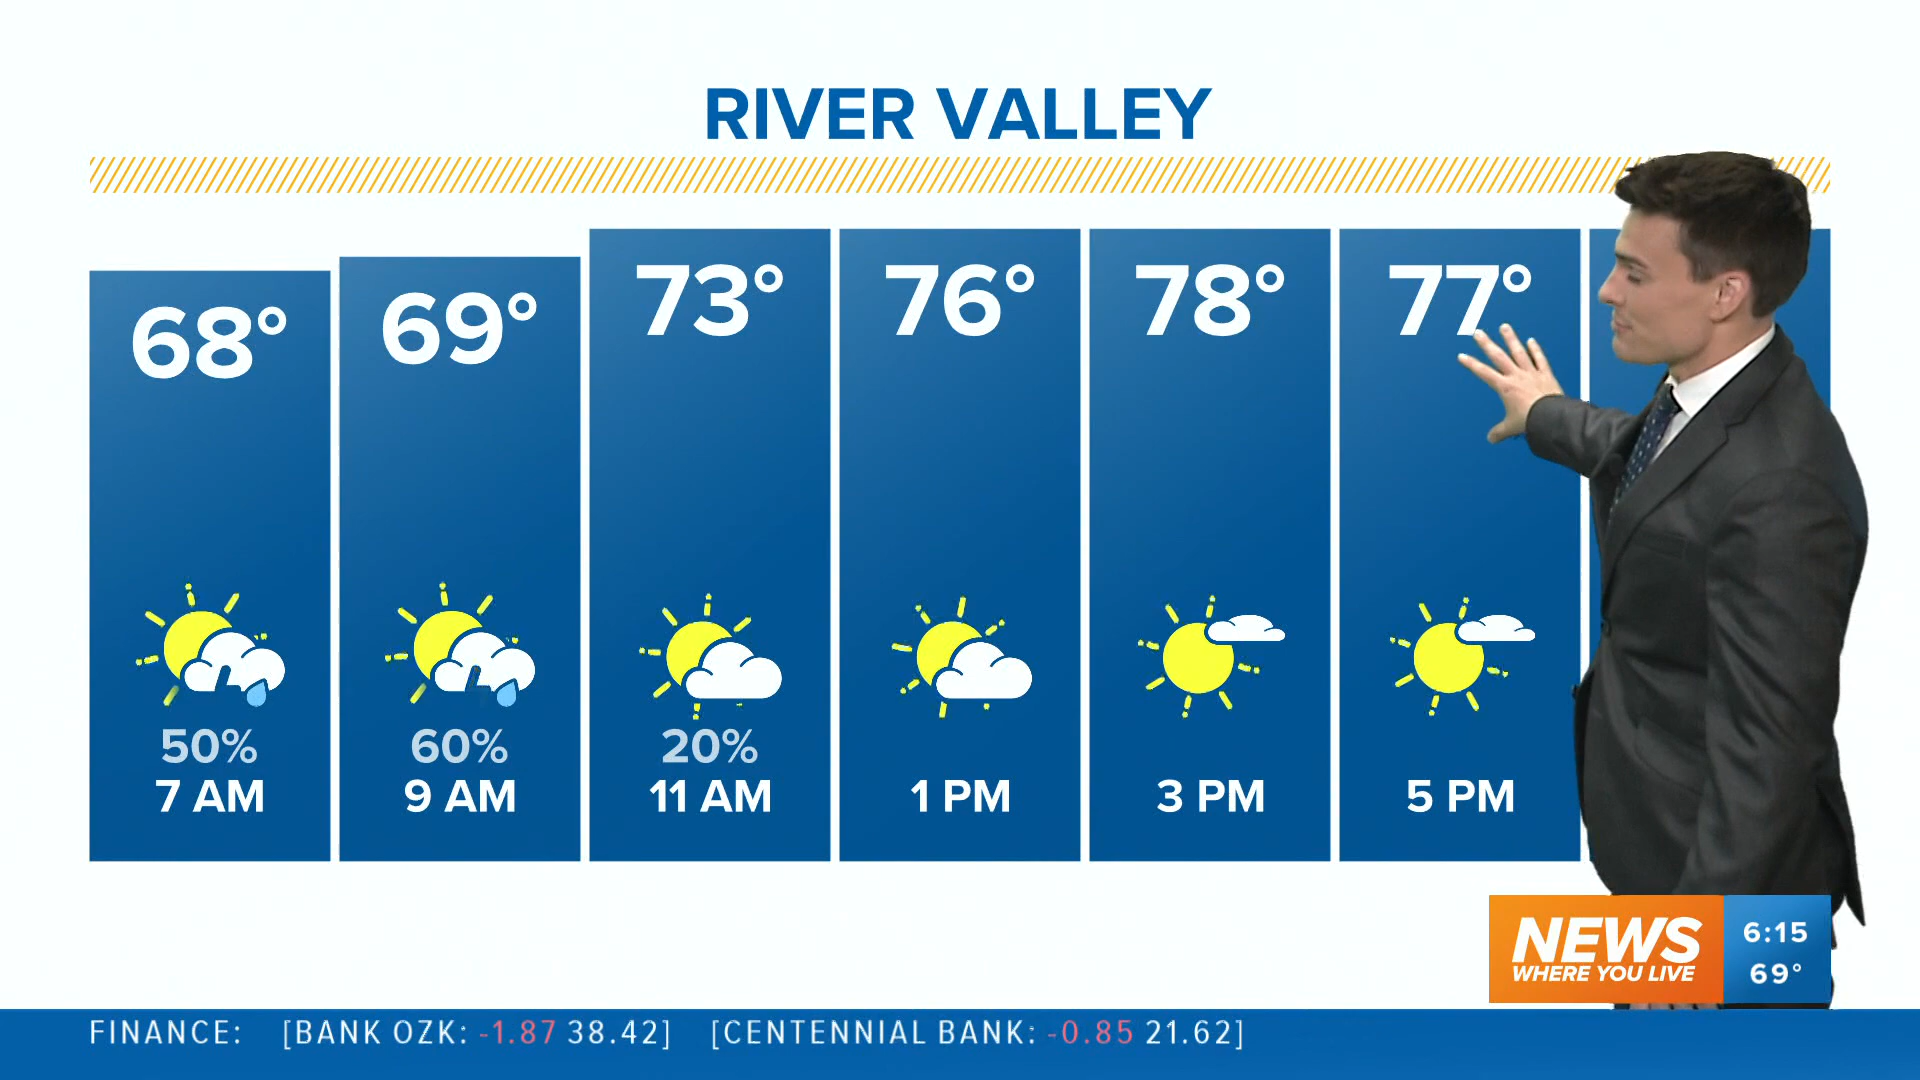 RIVER VALLEY
68° 69° 73° 76° 78° 77°
50% 60% 20%
7 AM 9 AM 11 AM 1 PM 3 PM 5 PM
NEWS 6:15
WHERE YOU LIVE 69°
FINANCE: [BANK OZK: -1.87 38.42] [CENTENNIAL BANK: -0.85 21.62]